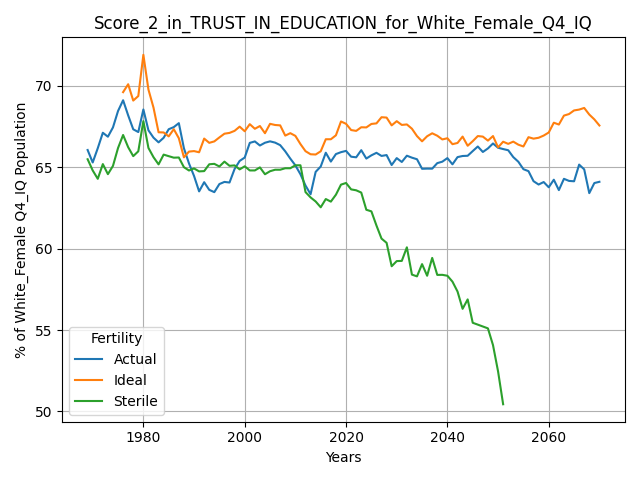 Score_2_in_TRUST_IN_EDUCATION_for_White_Female_Q4_IQ
% of White_Female Q4_IQ Population
70
65
60
55
50
Fertility
Actual
Ideal
Sterile
1980 2000 2020 2040 2060
Years